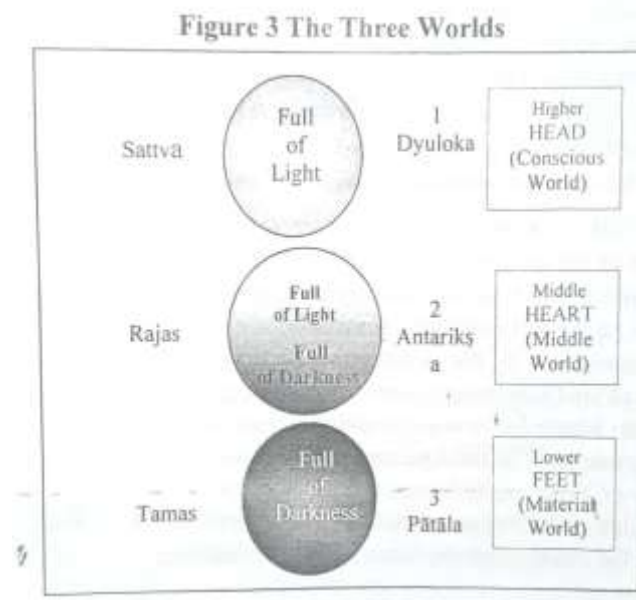 Figure 3 The Three Worlds
Sattva
Full
of
Light
1
Dyuloka
Higher
HEAD
(Conscious
World)
Rajas
Full
of Light
Full
of Darkness
2
Antarikṣ
a
Middle
HEART
(Middle
World)
Tamas
Full
of
Darkness
3
Pātāla
Lower
FEET
(Material
World)